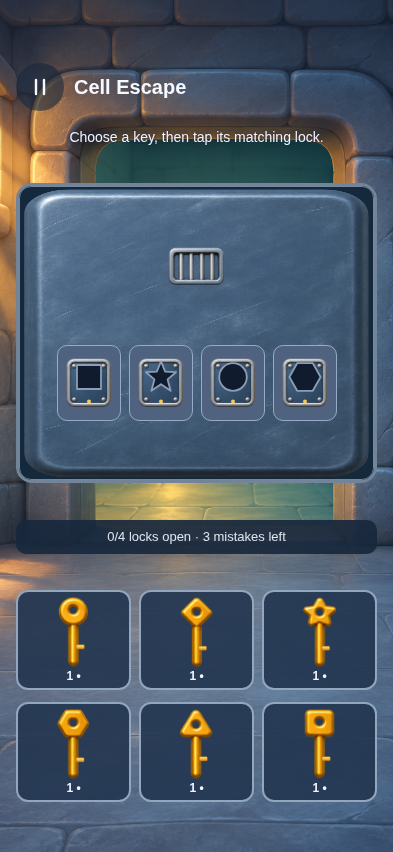 Cell Escape
Choose a key, then tap its matching lock.
0/4 locks open · 3 mistakes left
1 •
1 •
1 •
1 •
1 •
1 •